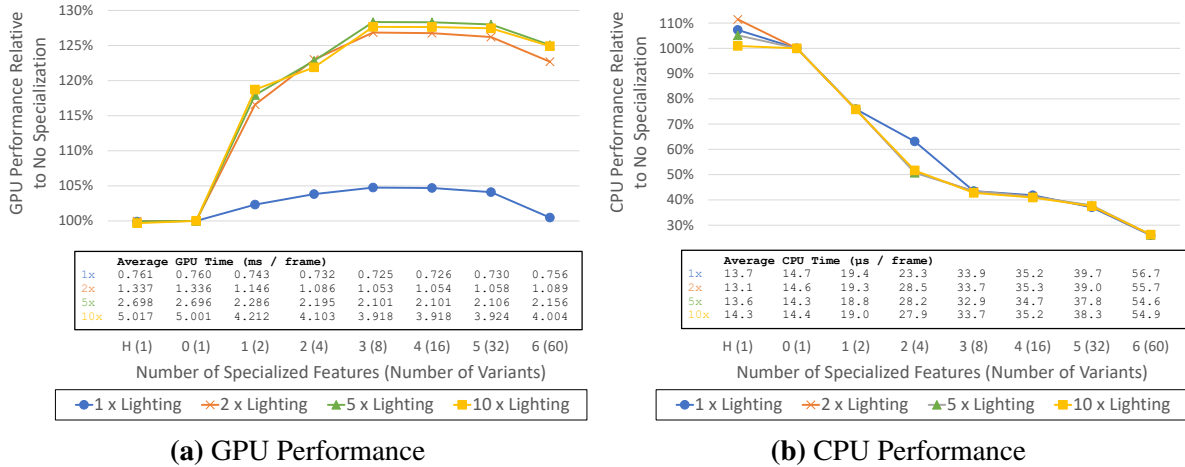 GPU Performance Relative
to No Specialization
130%
125%
120%
115%
110%
105%
100%
Average GPU Time (ms / frame)
1x 0.761 0.760 0.743 0.732 0.725 0.726 0.730 0.756
2x 1.337 1.336 1.146 1.086 1.053 1.054 1.058 1.089
5x 2.698 2.696 2.286 2.195 2.101 2.101 2.106 2.156
10x 5.017 5.001 4.212 4.103 3.918 3.918 3.924 4.004
H (1) 0 (1) 1 (2) 2 (4) 3 (8) 4 (16) 5 (32) 6 (60)
Number of Specialized Features (Number of Variants)
1 x Lighting 2 x Lighting 5 x Lighting 10 x Lighting
(a) GPU Performance
CPU Performance Relative
to No Specialization
110%
100%
90%
80%
70%
60%
50%
40%
30%
Average CPU Time (µs / frame)
1x 13.7 14.7 19.4 23.3 33.9 35.2 39.7 56.7
2x 13.1 14.6 19.3 28.5 33.7 35.3 39.0 55.7
5x 13.6 14.3 18.8 28.2 32.9 34.7 37.8 54.6
10x 14.3 14.4 19.0 27.9 33.7 35.2 38.3 54.9
H (1) 0 (1) 1 (2) 2 (4) 3 (8) 4 (16) 5 (32) 6 (60)
Number of Specialized Features (Number of Variants)
1 x Lighting 2 x Lighting 5 x Lighting 10 x Lighting
(b) CPU Performance